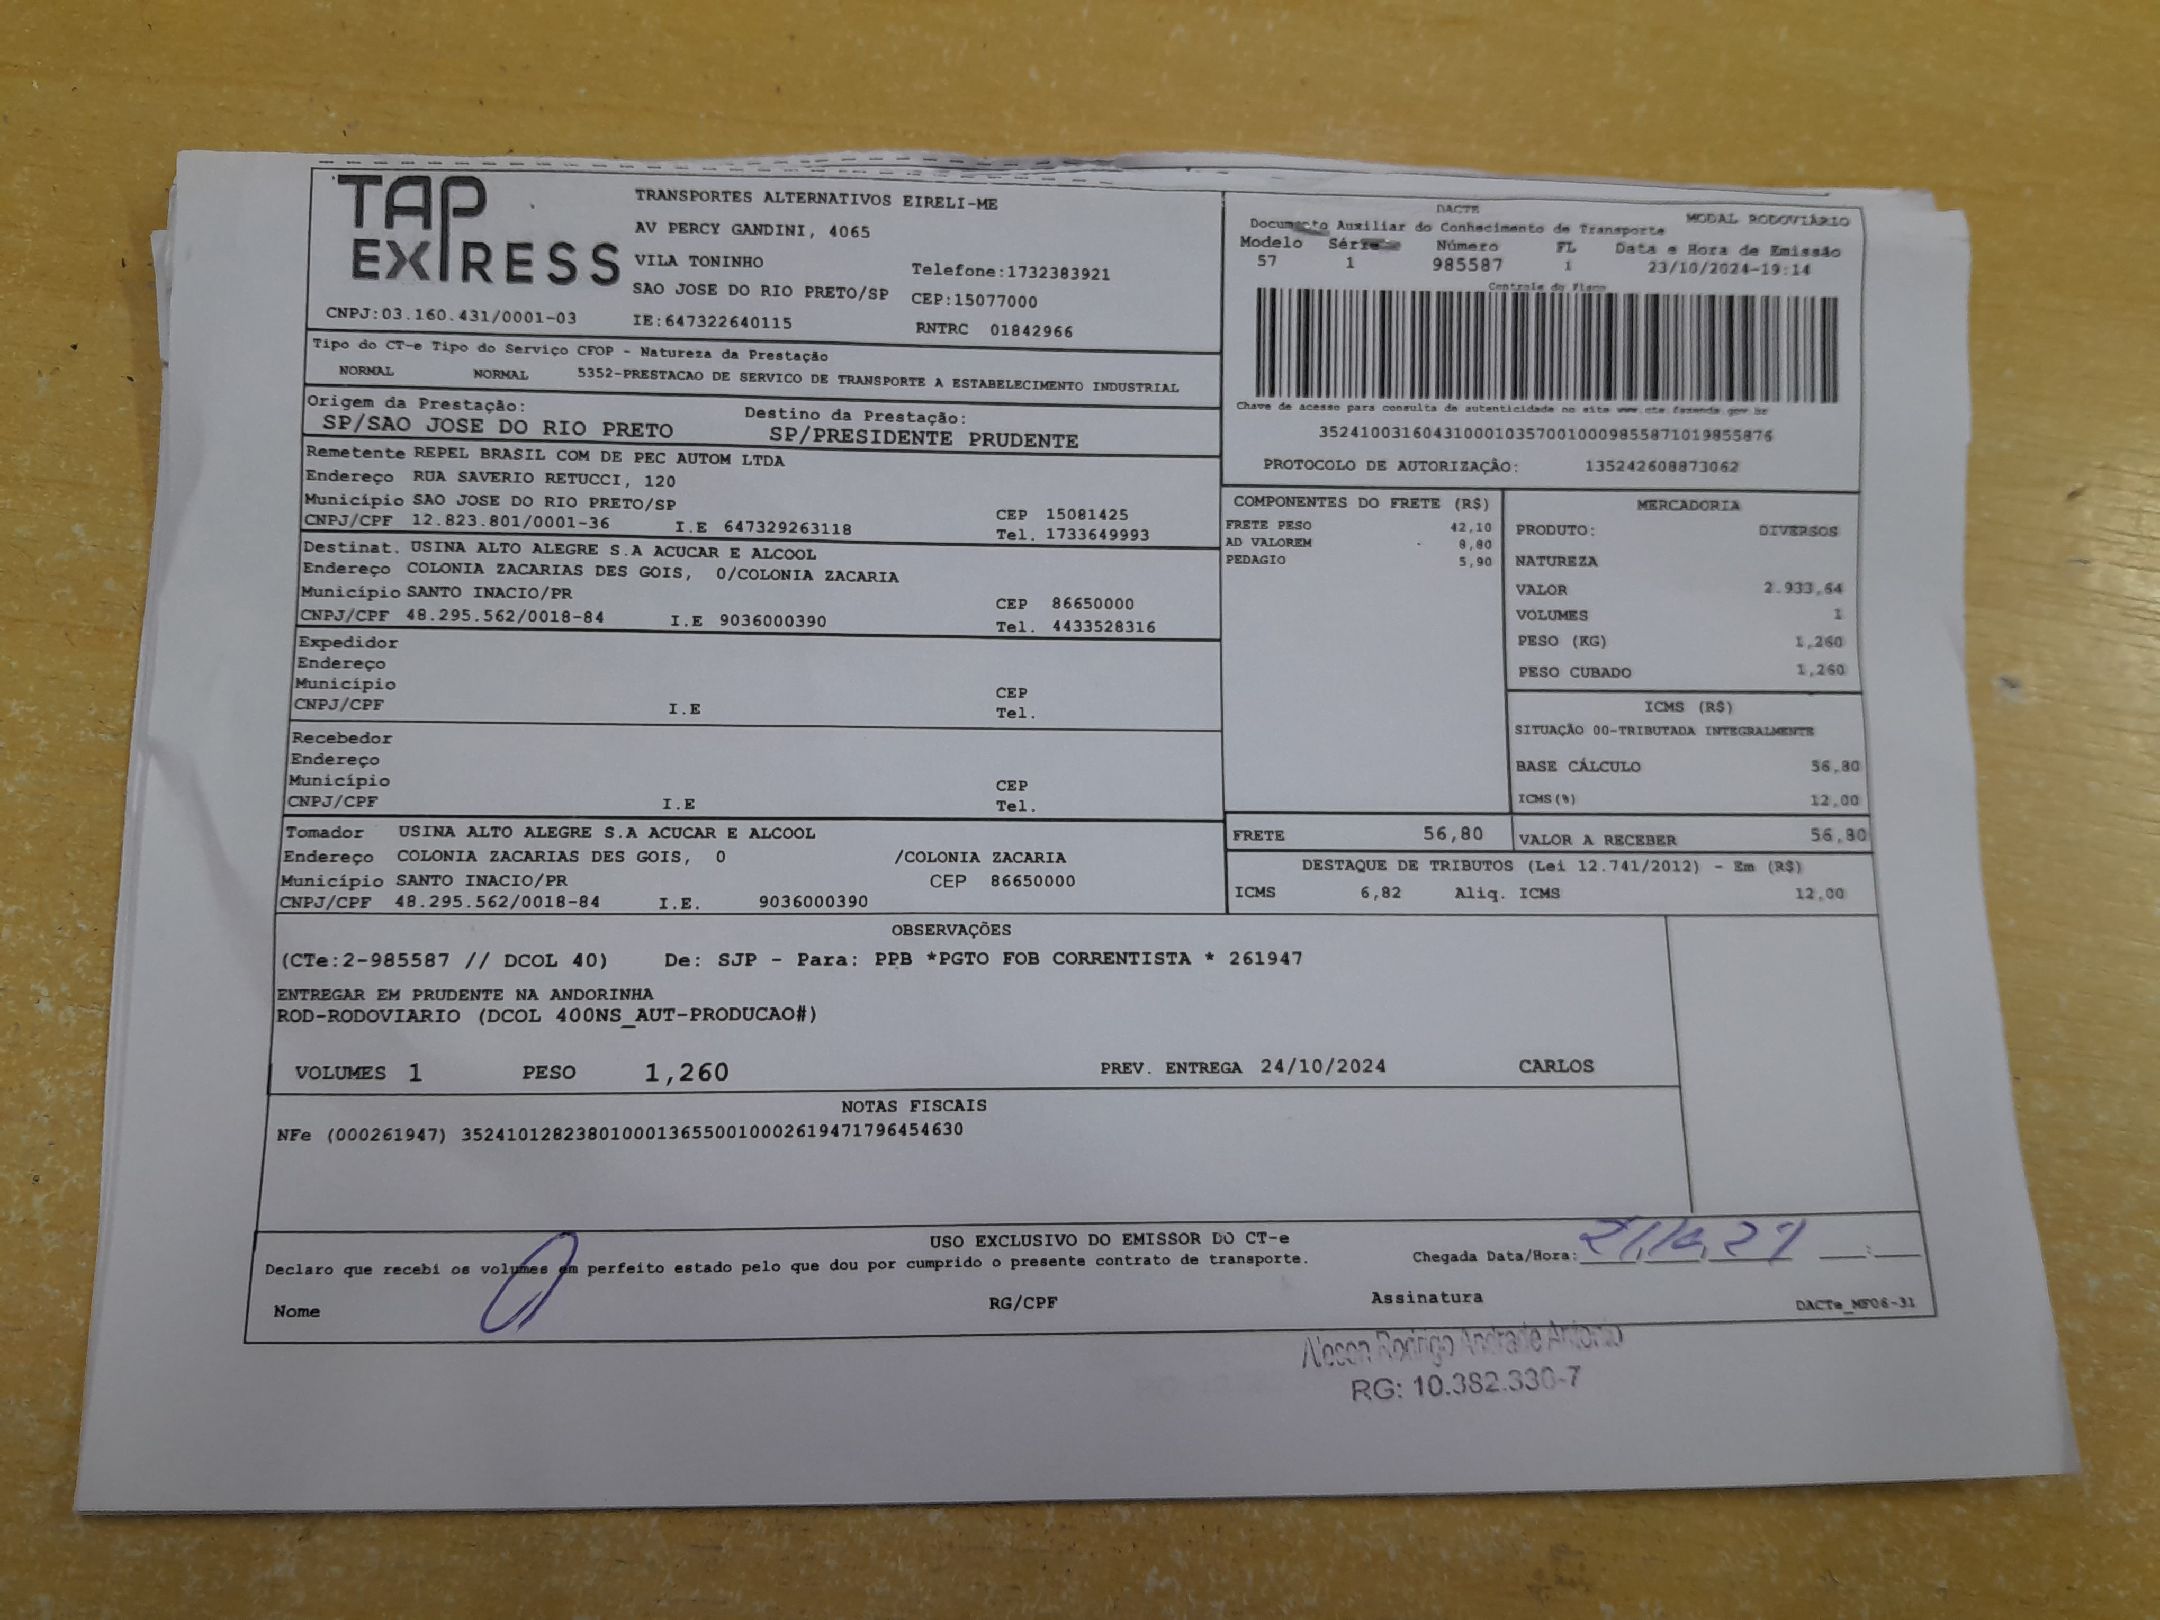 TAP EXPRESS
CNPJ:03.160.431/0001-03
TRANSPORTES ALTERNATIVOS EIRELI-ME
AV PERCY GANDINI, 4065
VILA TONINHO Telefone:1732383921
SAO JOSE DO RIO PRETO/SP CEP:15077000
IE:647322640115 RNTRC 01842966
DACTE MODAL RODOVIÁRIO
Documento Auxiliar do Conhecimento de Transporte
Modelo Série Número FL Data e Hora de Emissão
57 1 985587 1 23/10/2024-19:14
Controle do Fisco
Chave de acesso para consulta de autenticidade no site www.cte.fazenda.gov.br
35241003160431000103570010009855871019855876
PROTOCOLO DE AUTORIZAÇÃO: 135242608873062
Tipo do CT-e Tipo do Serviço CFOP - Natureza da Prestação
NORMAL NORMAL 5352-PRESTACAO DE SERVICO DE TRANSPORTE A ESTABELECIMENTO INDUSTRIAL
Origem da Prestação: Destino da Prestação:
SP/SAO JOSE DO RIO PRETO SP/PRESIDENTE PRUDENTE
Remetente REPEL BRASIL COM DE PEC AUTOM LTDA
Endereço RUA SAVERIO RETUCCI, 120
Município SAO JOSE DO RIO PRETO/SP CEP 15081425
CNPJ/CPF 12.823.801/0001-36 I.E 647329263118 Tel. 1733649993
Destinat. USINA ALTO ALEGRE S.A ACUCAR E ALCOOL
Endereço COLONIA ZACARIAS DES GOIS, 0/COLONIA ZACARIA
Município SANTO INACIO/PR CEP 86650000
CNPJ/CPF 48.295.562/0018-84 I.E 9036000390 Tel. 4433528316
Expedidor
Endereço
Município CEP
CNPJ/CPF I.E Tel.
Recebedor
Endereço
Município CEP
CNPJ/CPF I.E Tel.
Tomador USINA ALTO ALEGRE S.A ACUCAR E ALCOOL
Endereço COLONIA ZACARIAS DES GOIS, 0 /COLONIA ZACARIA
Município SANTO INACIO/PR CEP 86650000
CNPJ/CPF 48.295.562/0018-84 I.E. 9036000390
COMPONENTES DO FRETE (R$)
FRETE PESO 42,10
AD VALOREM 8,80
PEDAGIO 5,90
MERCADORIA
PRODUTO: DIVERSOS
NATUREZA
VALOR 2.933,64
VOLUMES 1
PESO (KG) 1,260
PESO CUBADO 1,260
ICMS (R$)
SITUAÇÃO 00-TRIBUTADA INTEGRALMENTE
BASE CÁLCULO 56,80
ICMS(%) 12,00
FRETE 56,80 VALOR A RECEBER 56,80
DESTAQUE DE TRIBUTOS (Lei 12.741/2012) - Em (R$)
ICMS 6,82 Aliq. ICMS 12,00
OBSERVAÇÕES
(CTe:2-985587 // DCOL 40) De: SJP - Para: PPB *PGTO FOB CORRENTISTA * 261947
ENTREGAR EM PRUDENTE NA ANDORINHA
ROD-RODOVIARIO (DCOL 400NS_AUT-PRODUCAO#)
VOLUMES 1 PESO 1,260 PREV. ENTREGA 24/10/2024 CARLOS
NOTAS FISCAIS
NFe (000261947) 35241012823801000136550010002619471796454630
USO EXCLUSIVO DO EMISSOR DO CT-e
Declaro que recebi os volumes em perfeito estado pelo que dou por cumprido o presente contrato de transporte. Chegada Data/Hora:
Nome RG/CPF Assinatura DACTe_MF06-31
Rodrigo Andrade Antonio
RG: 10.382.330-7